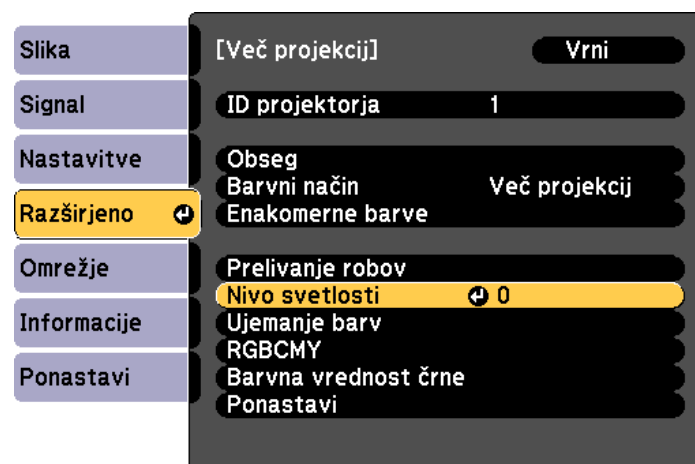 Slika
Signal
Nastavitve
Razširjeno
Omrežje
Informacije
Ponastavi
[Več projekcij] Vrni
ID projektorja 1
Obseg
Barvni način Več projekcij
Enakomerne barve
Prelivanje robov
Nivo svetlosti 0
Ujemanje barv
RGBCMY
Barvna vrednost črne
Ponastavi